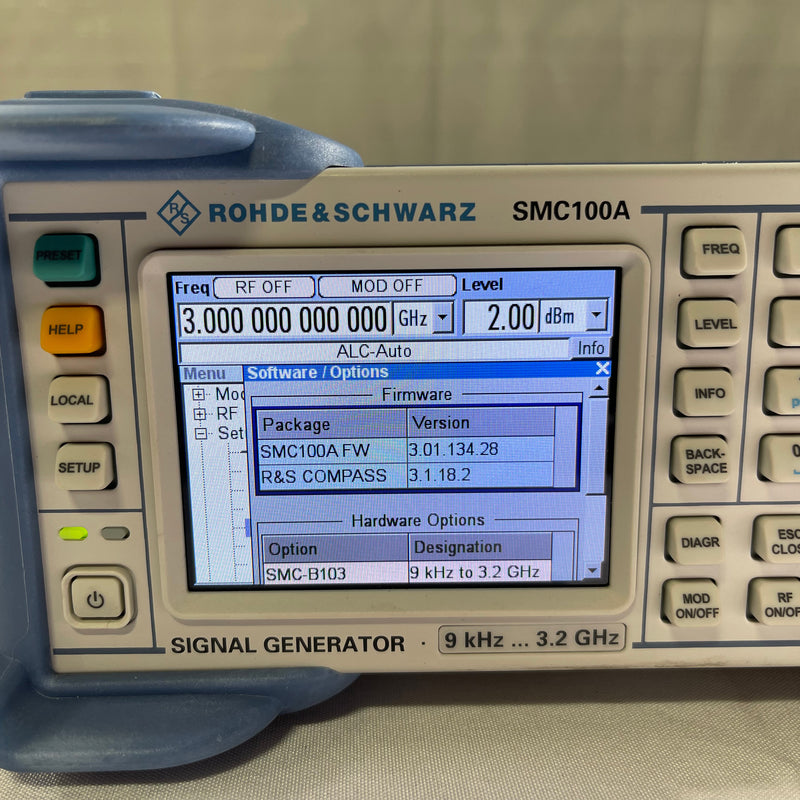 R/S ROHDE & SCHWARZ SMC100A
PRESET
HELP
LOCAL
SETUP
Freq RF OFF MOD OFF Level
3.000 000 000 000 GHz 2.00 dBm
ALC-Auto Info
Menu Software / Options X
Firmware
RF
Package Version
SMC100A FW 3.01.134.28
R&S COMPASS 3.1.18.2
Hardware Options
Option Designation
SMC-B103 9 kHz to 3.2 GHz
SIGNAL GENERATOR · 9 kHz ... 3.2 GHz
FREQ
LEVEL
INFO
BACK-
SPACE
DIAGR
MOD
ON/OFF
RF